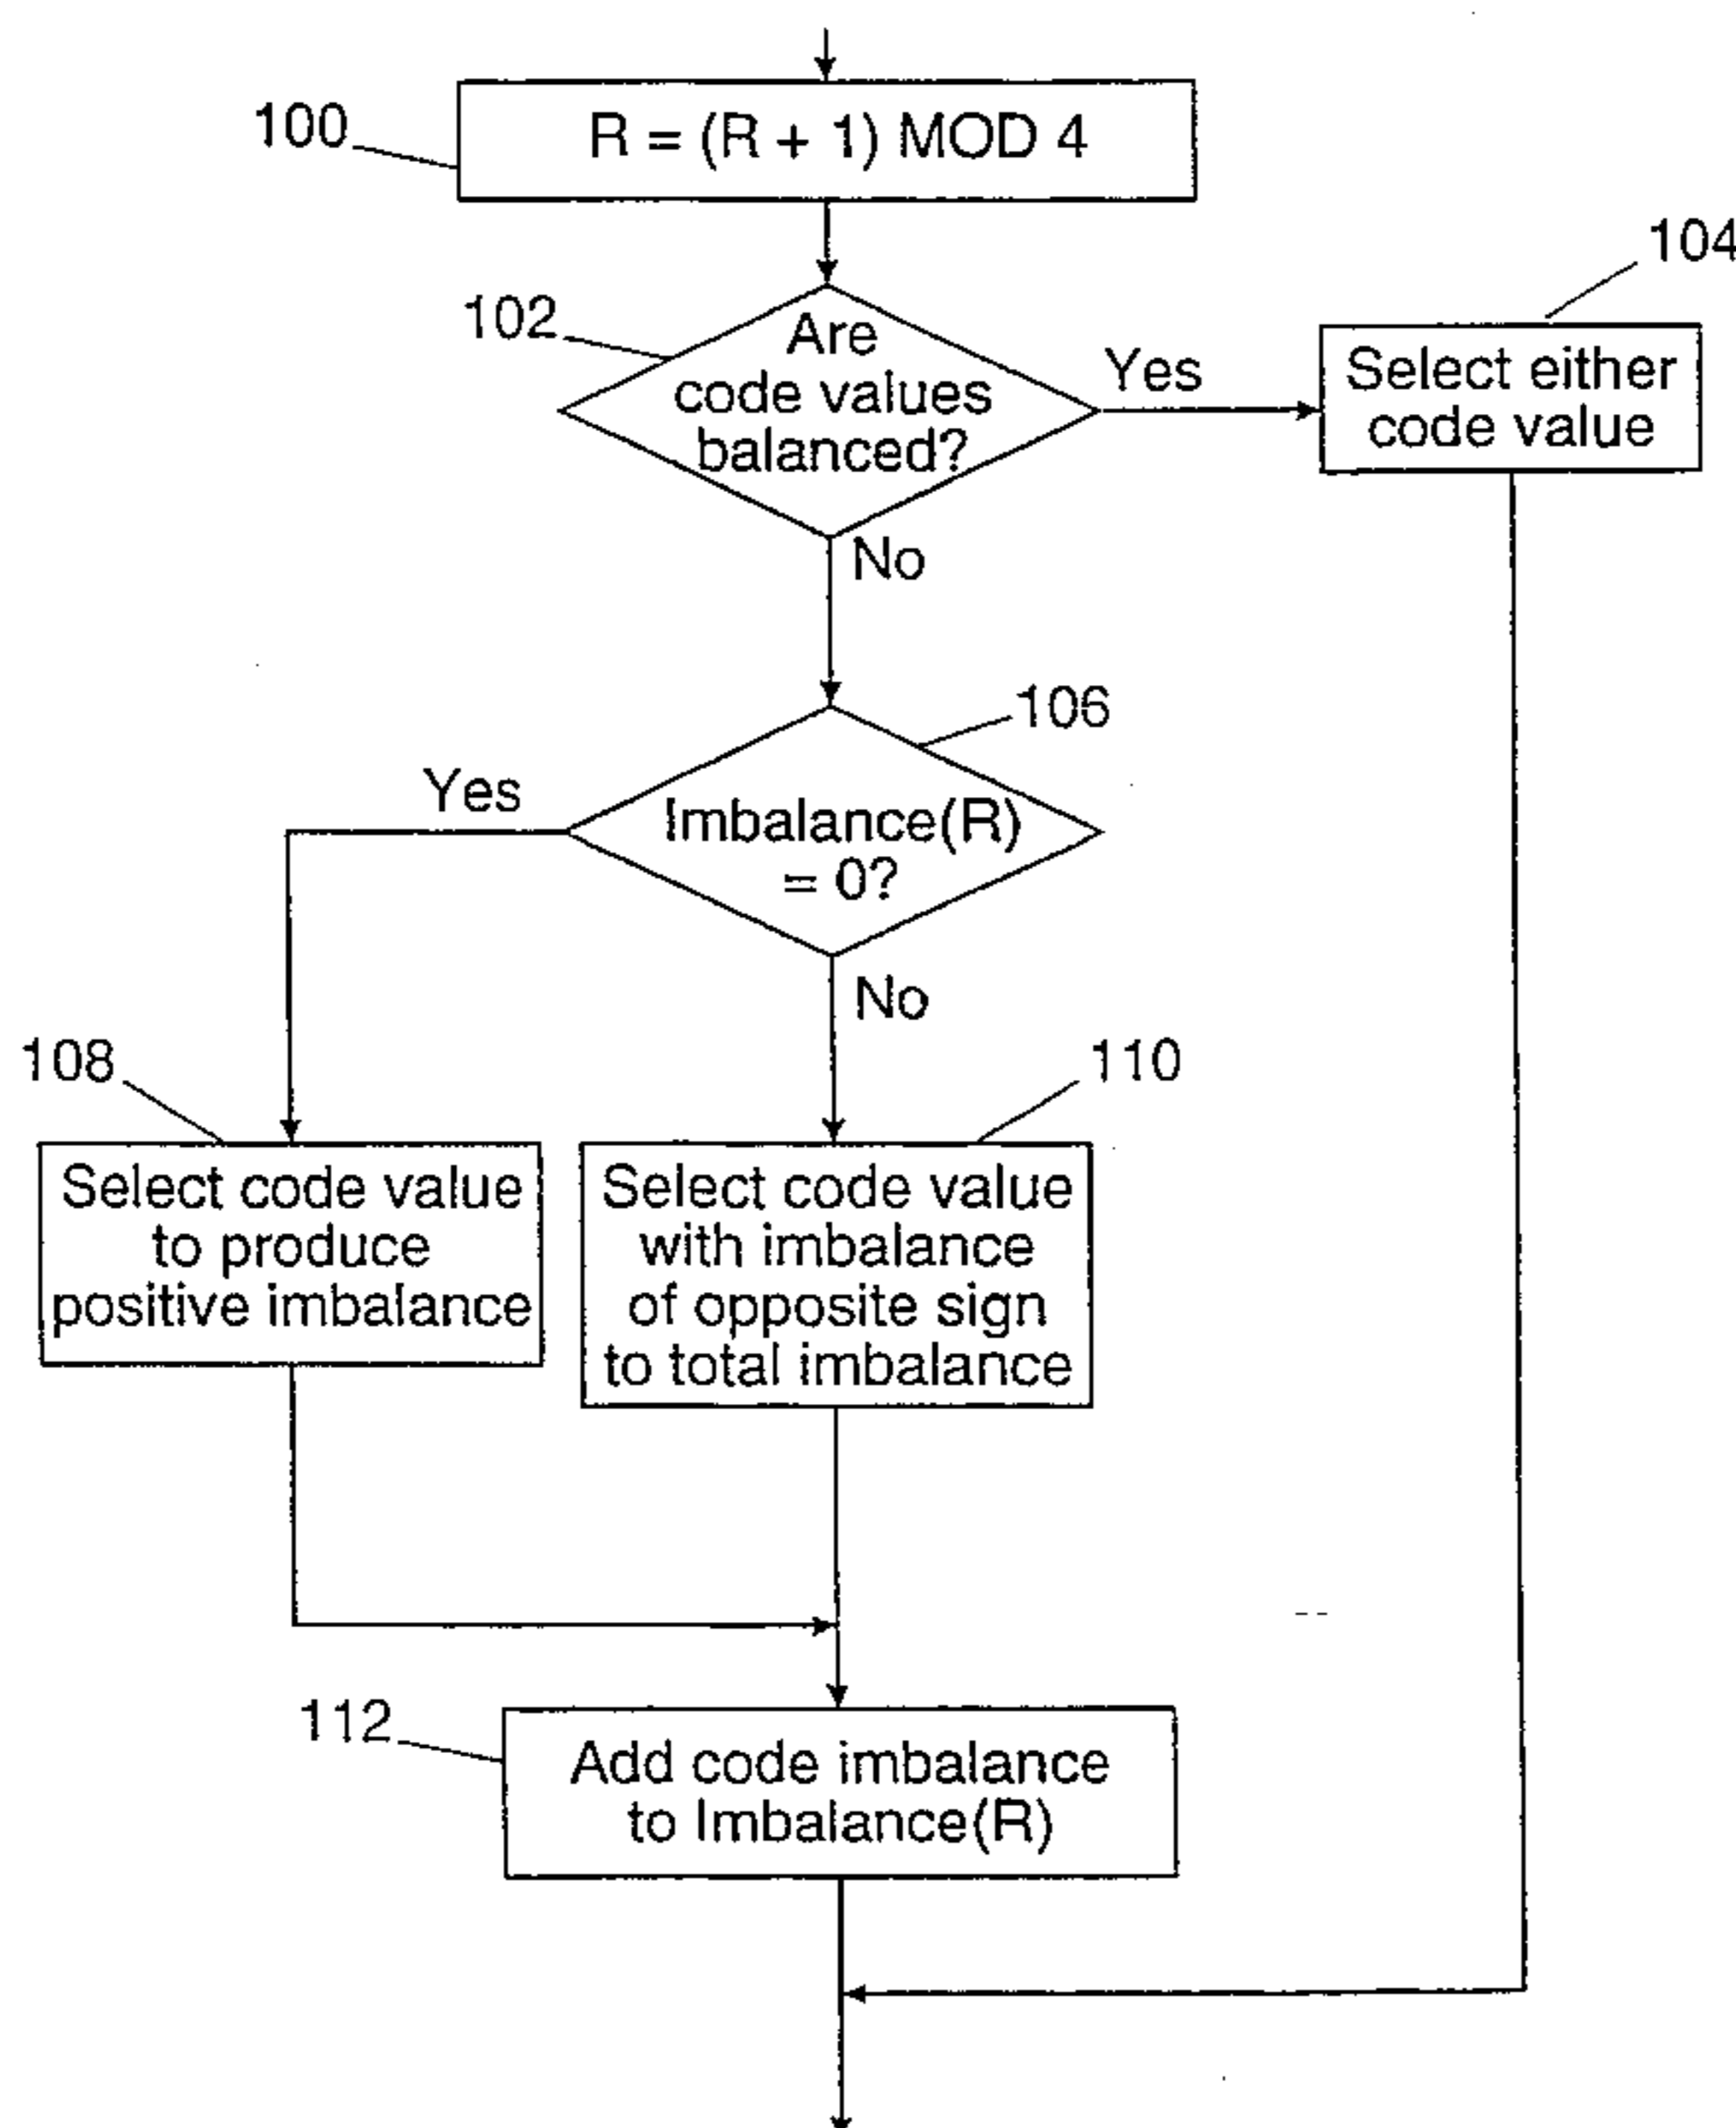 100
R = (R + 1) MOD 4
104
102
Are
code values
balanced?
Yes
Select either
code value
No
106
Yes
Imbalance(R)
= 0?
No
108
110
Select code value
to produce
positive imbalance
Select code value
with imbalance
of opposite sign
to total imbalance
112
Add code imbalance
to Imbalance(R)